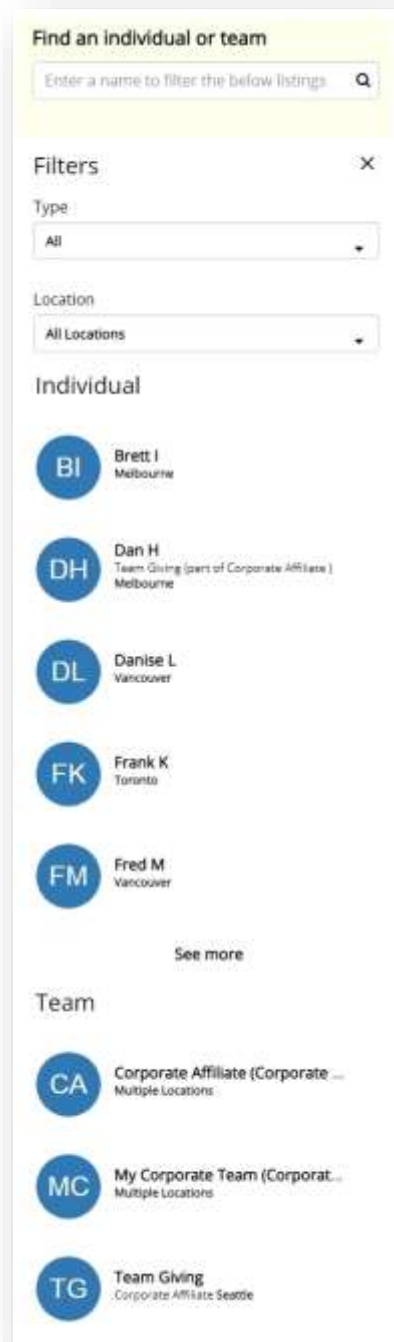 Find an individual or team
Enter a name to filter the below listings
Filters
Type
All
Location
All Locations
Individual
BI
Brett I
Melbourne
DH
Dan H
Team Giving (part of Corporate Affiliate )
Melbourne
DL
Danise L
Vancouver
FK
Frank K
Toronto
FM
Fred M
Vancouver
See more
Team
CA
Corporate Affiliate (Corporate ...
Multiple Locations
MC
My Corporate Team (Corporat...
Multiple Locations
TG
Team Giving
Corporate Affiliate Seattle